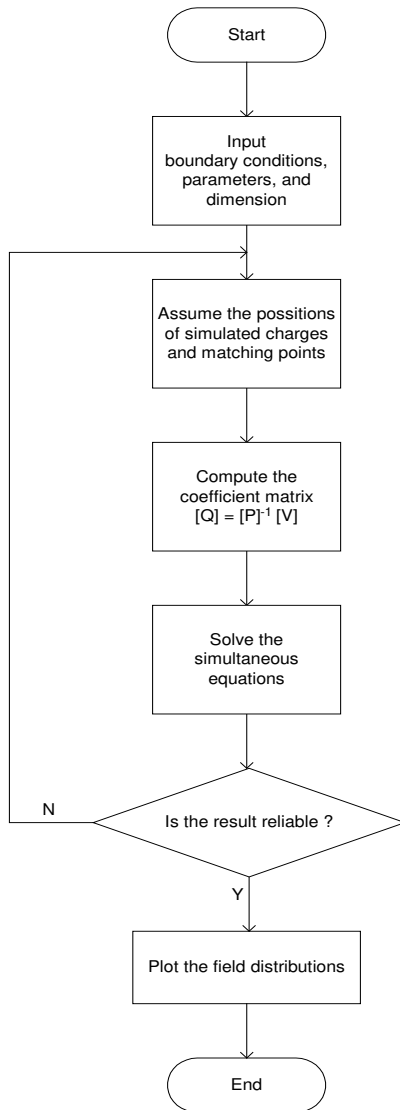 Start
Input
boundary conditions,
parameters, and
dimension
Assume the possitions
of simulated charges
and matching points
Compute the
coefficient matrix
[Q] = [P]-1 [V]
Solve the
simultaneous
equations
N
Is the result reliable ?
Y
Plot the field distributions
End